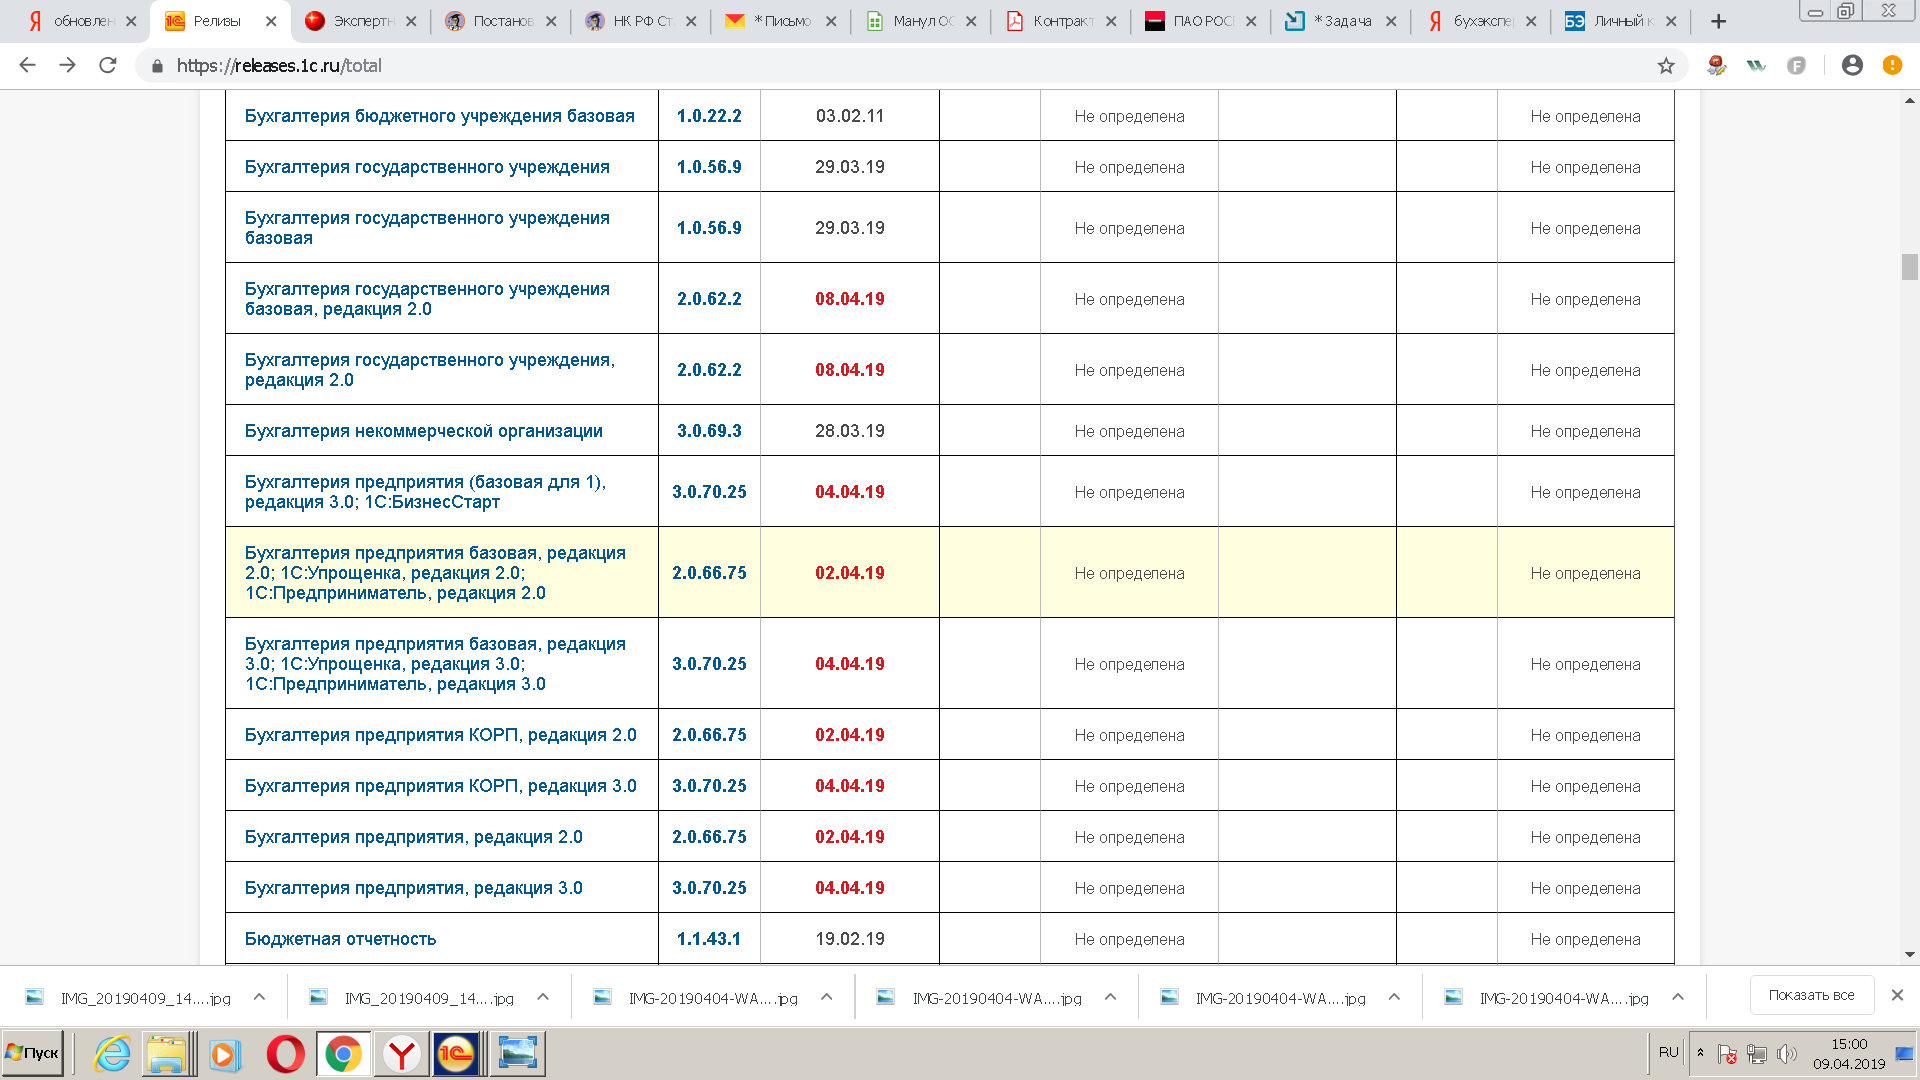 обновлен
Релизы
Эксперты
Постанов
НК РФ Ст
* Письмо
Манул ОС
Контракт
ПАО РОС
* Задача
бухэкспе
Личный к
https://releases.1c.ru/total
Бухгалтерия бюджетного учреждения базовая 1.0.22.2 03.02.11 Не определена Не определена
Бухгалтерия государственного учреждения 1.0.56.9 29.03.19 Не определена Не определена
Бухгалтерия государственного учреждения
базовая 1.0.56.9 29.03.19 Не определена Не определена
Бухгалтерия государственного учреждения
базовая, редакция 2.0 2.0.62.2 08.04.19 Не определена Не определена
Бухгалтерия государственного учреждения,
редакция 2.0 2.0.62.2 08.04.19 Не определена Не определена
Бухгалтерия некоммерческой организации 3.0.69.3 28.03.19 Не определена Не определена
Бухгалтерия предприятия (базовая для 1),
редакция 3.0; 1С:БизнесСтарт 3.0.70.25 04.04.19 Не определена Не определена
Бухгалтерия предприятия базовая, редакция
2.0; 1С:Упрощенка, редакция 2.0; 2.0.66.75 02.04.19 Не определена Не определена
1С:Предприниматель, редакция 2.0
Бухгалтерия предприятия базовая, редакция
3.0; 1С:Упрощенка, редакция 3.0; 3.0.70.25 04.04.19 Не определена Не определена
1С:Предприниматель, редакция 3.0
Бухгалтерия предприятия КОРП, редакция 2.0 2.0.66.75 02.04.19 Не определена Не определена
Бухгалтерия предприятия КОРП, редакция 3.0 3.0.70.25 04.04.19 Не определена Не определена
Бухгалтерия предприятия, редакция 2.0 2.0.66.75 02.04.19 Не определена Не определена
Бухгалтерия предприятия, редакция 3.0 3.0.70.25 04.04.19 Не определена Не определена
Бюджетная отчетность 1.1.43.1 19.02.19 Не определена Не определена
IMG_20190409_14....jpg
IMG_20190409_14....jpg
IMG-20190404-WA....jpg
IMG-20190404-WA....jpg
IMG-20190404-WA....jpg
IMG-20190404-WA....jpg
Показать все
Пуск
RU
15:00
09.04.2019